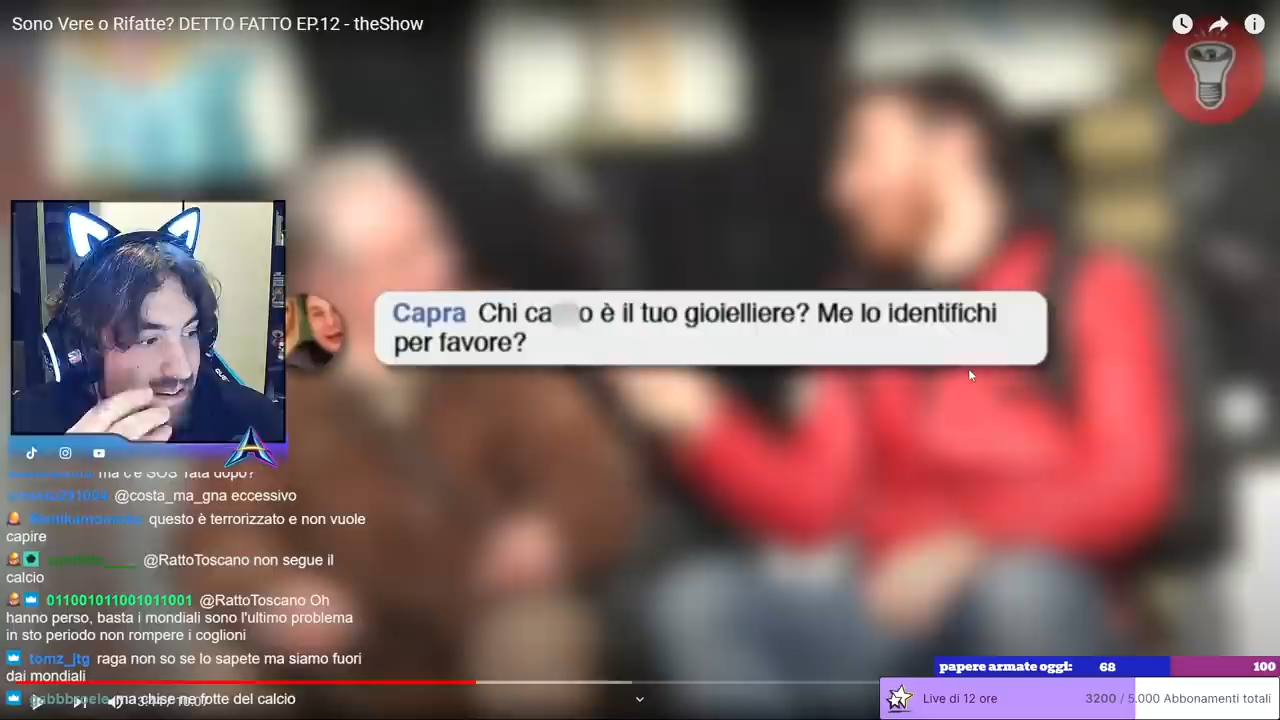 Sono Vere o Rifatte? DETTO FATTO EP.12 - theShow
Capra Chi ca o è il tuo gioielliere? Me lo identifichi
per favore?
ma c'è SOS Tata dopo?
@costa_ma_gna eccessivo
questo è terrorizzato e non vuole
capire
@RattoToscano non segue il
calcio
011001011001011001 @RattoToscano Oh
hanno perso, basta i mondiali sono l'ultimo problema
in sto periodo non rompere i coglioni
tomz_jtg raga non so se lo sapete ma siamo fuori
dai mondiali
ma chise ne fotte del calcio
papere armate oggi: 68 100
Live di 12 ore 3200 / 5.000 Abbonamenti totali